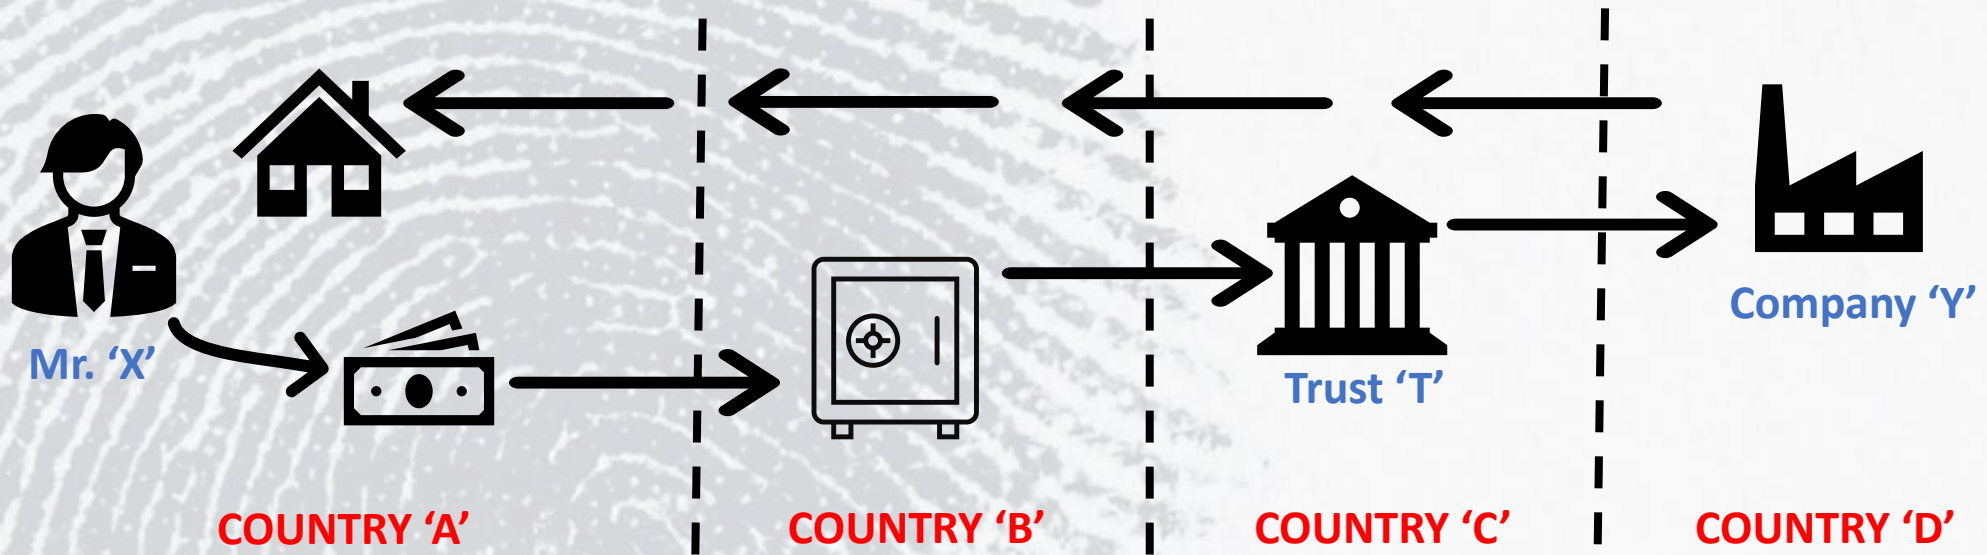 Mr. ‘X’
Trust ‘T’
Company ‘Y’
COUNTRY ‘A’
COUNTRY ‘B’
COUNTRY ‘C’
COUNTRY ‘D’